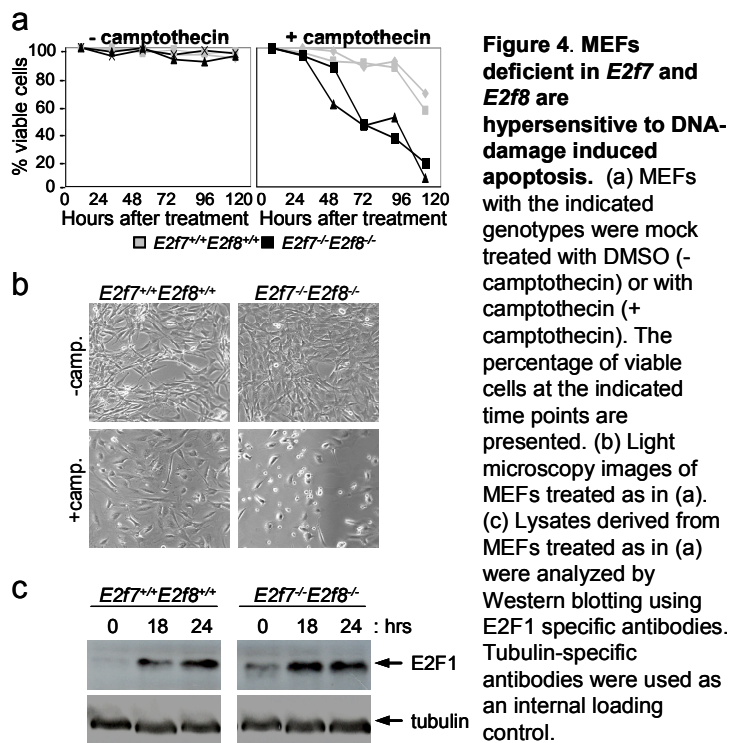 a
- camptothecin
+ camptothecin
% viable cells
100
80
60
40
20
0
0 24 48 72 96 120
0 24 48 72 96 120
Hours after treatment
Hours after treatment
E2f7+/+E2f8+/+
E2f7-/-E2f8-/-
b
E2f7+/+E2f8+/+
E2f7-/-E2f8-/-
-camp.
+camp.
c
E2f7+/+E2f8+/+
E2f7-/-E2f8-/-
0 18 24
0 18 24 : hrs
E2F1
tubulin
Figure 4. MEFs
deficient in E2f7 and
E2f8 are
hypersensitive to DNA-
damage induced
apoptosis. (a) MEFs
with the indicated
genotypes were mock
treated with DMSO (-
camptothecin) or with
camptothecin (+
camptothecin). The
percentage of viable
cells at the indicated
time points are
presented. (b) Light
microscopy images of
MEFs treated as in (a).
(c) Lysates derived from
MEFs treated as in (a)
were analyzed by
Western blotting using
E2F1 specific antibodies.
Tubulin-specific
antibodies were used as
an internal loading
control.